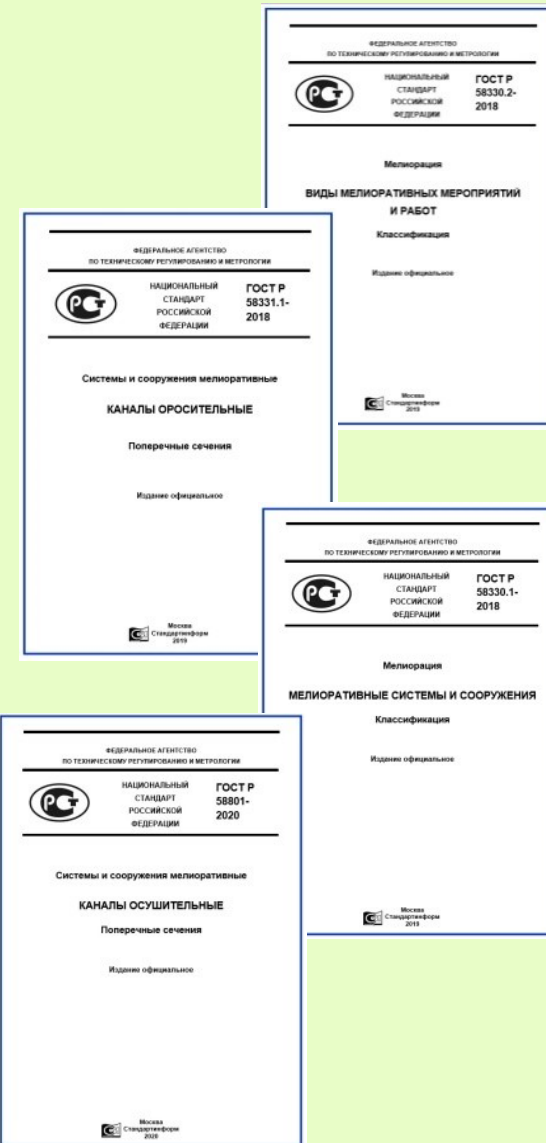 ФЕДЕРАЛЬНОЕ АГЕНТСТВО
ПО ТЕХНИЧЕСКОМУ РЕГУЛИРОВАНИЮ И МЕТРОЛОГИИ
НАЦИОНАЛЬНЫЙ
СТАНДАРТ
РОССИЙСКОЙ
ФЕДЕРАЦИИ
ГОСТ Р
58330.2-
2018
Мелиорация
ВИДЫ МЕЛИОРАТИВНЫХ МЕРОПРИЯТИЙ
И РАБОТ
Классификация
Издание официальное
Москва
Стандартинформ
2019
ФЕДЕРАЛЬНОЕ АГЕНТСТВО
ПО ТЕХНИЧЕСКОМУ РЕГУЛИРОВАНИЮ И МЕТРОЛОГИИ
НАЦИОНАЛЬНЫЙ
СТАНДАРТ
РОССИЙСКОЙ
ФЕДЕРАЦИИ
ГОСТ Р
58331.1-
2018
Системы и сооружения мелиоративные
КАНАЛЫ ОРОСИТЕЛЬНЫЕ
Поперечные сечения
Издание официальное
Москва
Стандартинформ
2019
ФЕДЕРАЛЬНОЕ АГЕНТСТВО
ПО ТЕХНИЧЕСКОМУ РЕГУЛИРОВАНИЮ И МЕТРОЛОГИИ
НАЦИОНАЛЬНЫЙ
СТАНДАРТ
РОССИЙСКОЙ
ФЕДЕРАЦИИ
ГОСТ Р
58330.1-
2018
Мелиорация
МЕЛИОРАТИВНЫЕ СИСТЕМЫ И СООРУЖЕНИЯ
Классификация
Издание официальное
Москва
Стандартинформ
2019
ФЕДЕРАЛЬНОЕ АГЕНТСТВО
ПО ТЕХНИЧЕСКОМУ РЕГУЛИРОВАНИЮ И МЕТРОЛОГИИ
НАЦИОНАЛЬНЫЙ
СТАНДАРТ
РОССИЙСКОЙ
ФЕДЕРАЦИИ
ГОСТ Р
58801-
2020
Системы и сооружения мелиоративные
КАНАЛЫ ОСУШИТЕЛЬНЫЕ
Поперечные сечения
Издание официальное
Москва
Стандартинформ
2020